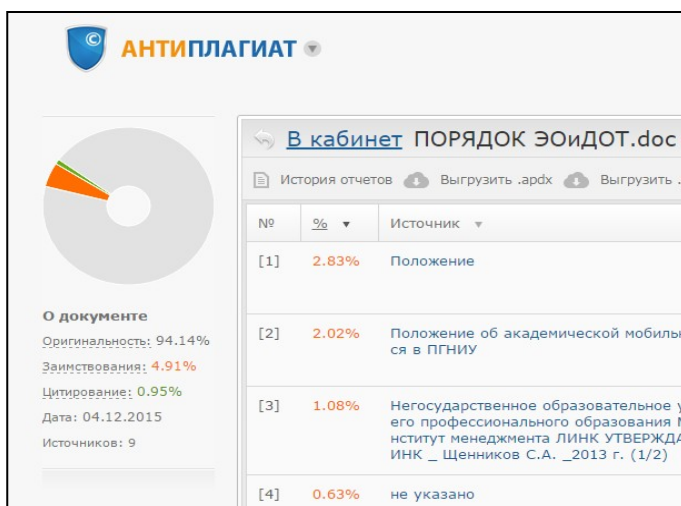 АНТИПЛАГИАТ
В кабинет ПОРЯДОК ЭОиДОТ.doc
История отчетов Выгрузить .apdx Выгрузить .
№ % Источник
[1] 2.83% Положение
[2] 2.02% Положение об академической
ся в ПГНИУ
[3] 1.08% Негосударственное образовательное
его профессионального образования
нститут менеджмента ЛИНК
ИНК _ Щенников С.А. _2013 г. (1/2)
[4] 0.63% не указано
О документе
Оригинальность: 94.14%
Заимствования: 4.91%
Цитирование: 0.95%
Дата: 04.12.2015
Источников: 9